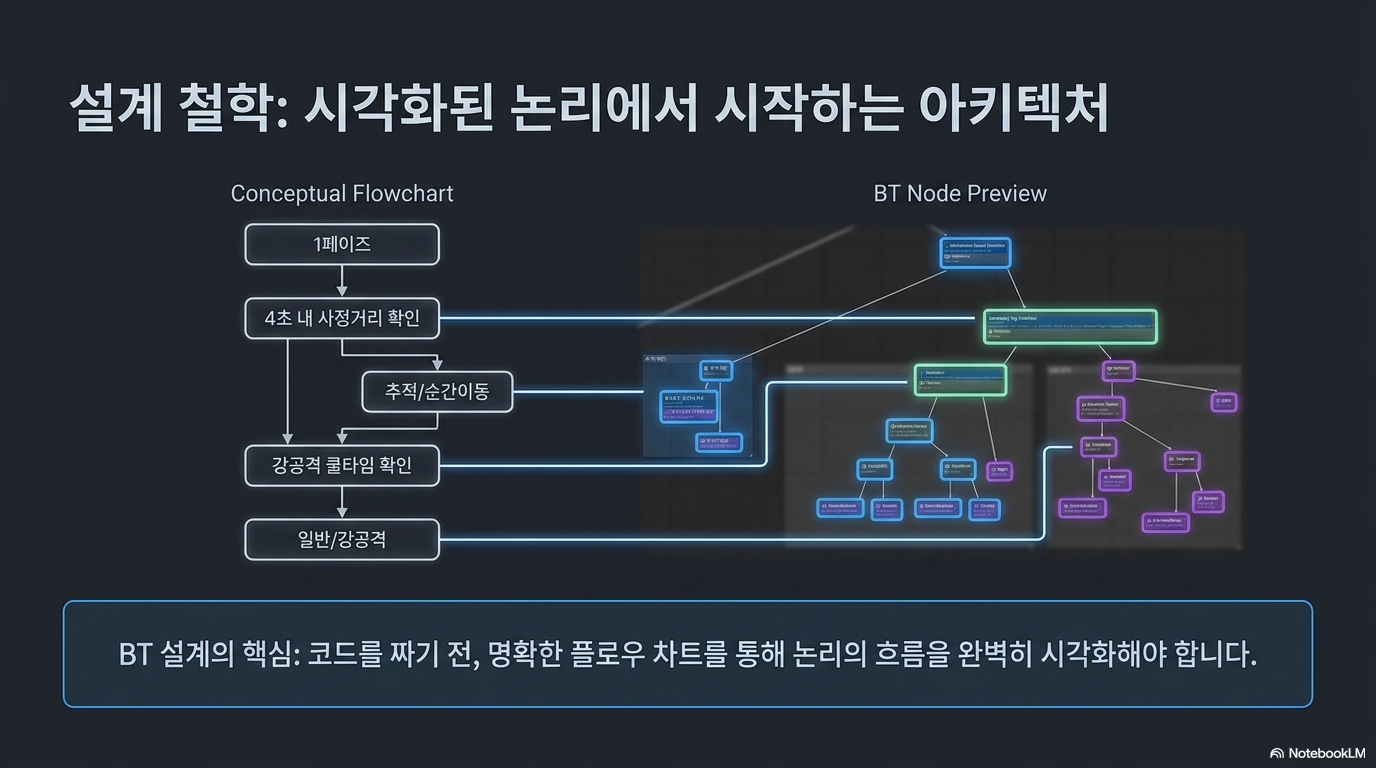 설계 철학: 시각화된 논리에서 시작하는 아키텍처
Conceptual Flowchart
1페이즈
4초 내 사정거리 확인
추적/순간이동
강공격 쿨타임 확인
일반/강공격
BT Node Preview
BT 설계의 핵심: 코드를 짜기 전, 명확한 플로우 차트를 통해 논리의 흐름을 완벽히 시각화해야 합니다.
NotebookLM